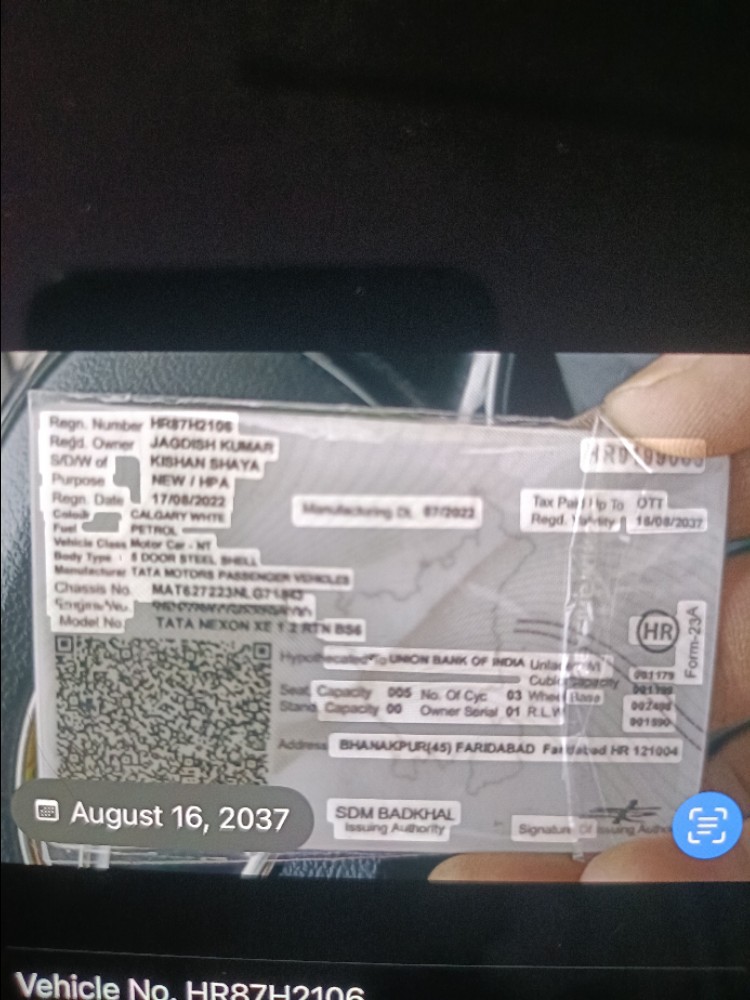 Regn. Number HR87H2106
Regd. Owner JAGDISH KUMAR
S/D/W of KISHAN SHAYA
Purpose NEW / HPA
Regn. Date 17/08/2022
Colour CALGARY WHITE
Fuel PETROL
Vehicle Class Motor Car - NT
Body Type : 5 DOOR STEEL SHELL
Manufacturer TATA MOTORS PASSENGER VEHICLES
Chassis No.
Model No. TATA NEXON XE 1.2 RTN BS6
Manufacturing Dt.
Tax Paid Up To OTT
Regd. Validity 16/08/2037
HR
Form-23A
Hypothecated To UNION BANK OF INDIA
Cubic Capacity
Seat. Capacity 005 No. Of Cyc 03 Wheel Base
Stand. Capacity 00 Owner Serial 01 R.L.W
001179
Address BHANAKPUR(45) FARIDABAD Faridabad HR 121004
SDM BADKHAL
Issuing Authority
Signature Of Issuing Autho
August 16, 2037
Vehicle No. HR87H2106